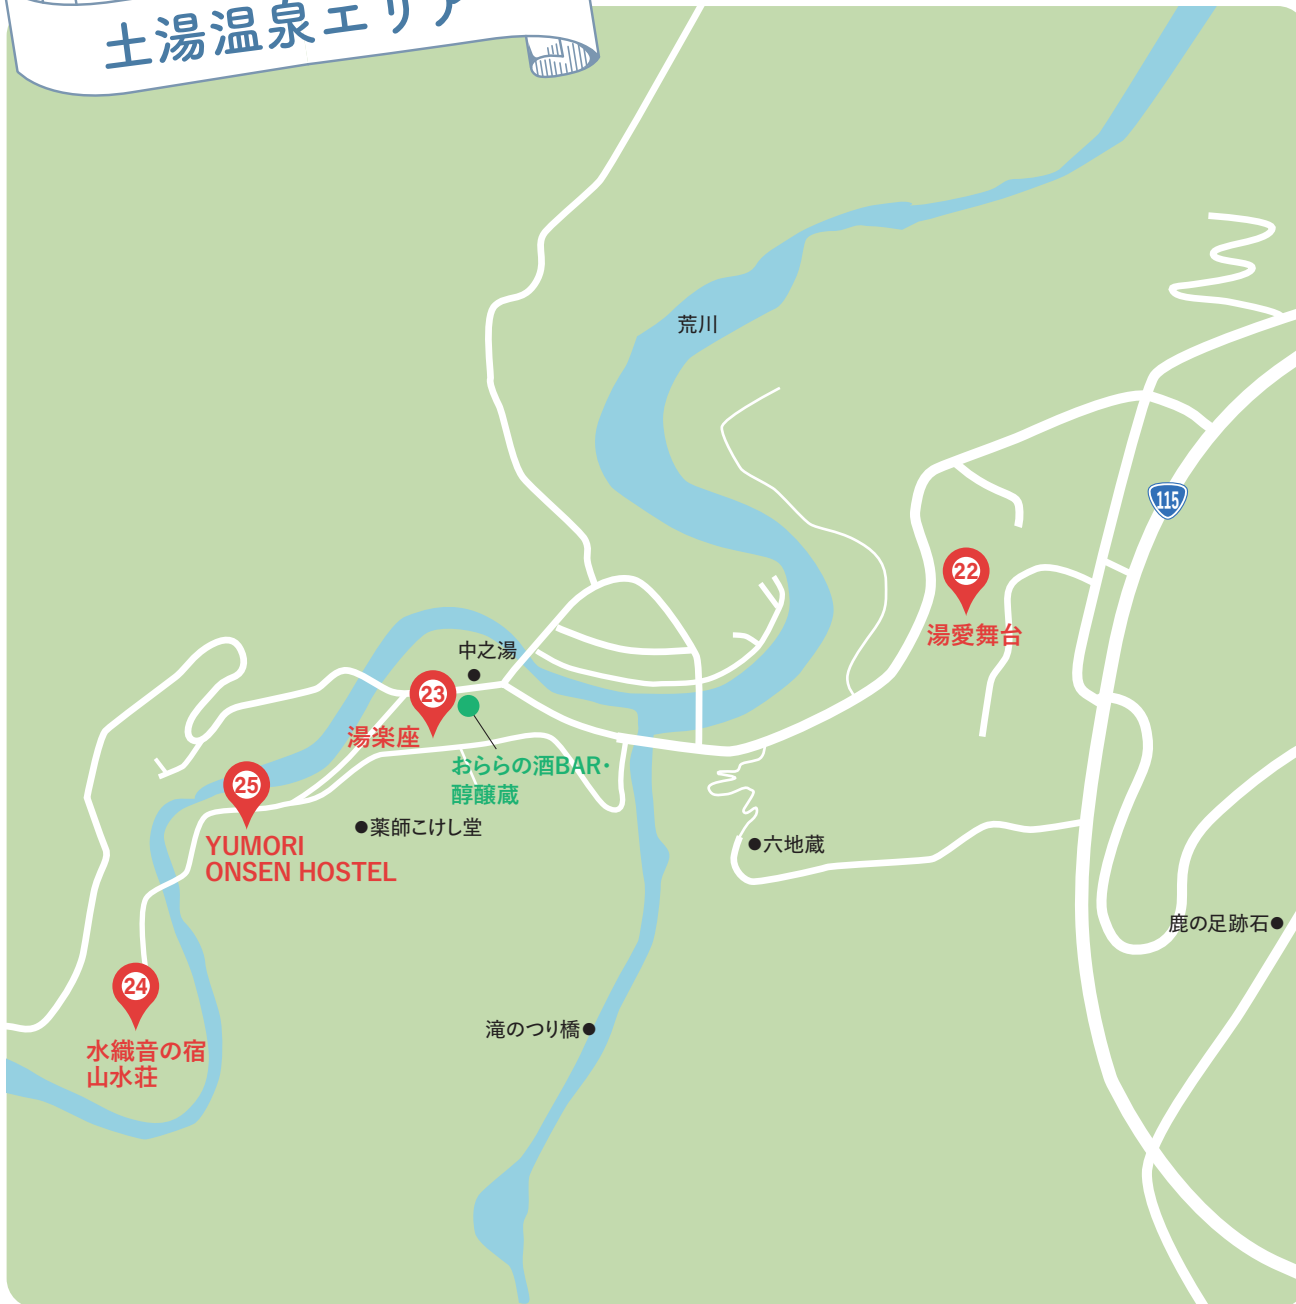 土湯温泉エリア
荒川
115
22
湯愛舞台
中之湯
23
湯楽座
おららの酒BAR・
醇醸蔵
25
YUMORI
ONSEN HOSTEL
●薬師こけし堂
●六地蔵
鹿の足跡石●
24
水織音の宿
山水荘
滝のつり橋●